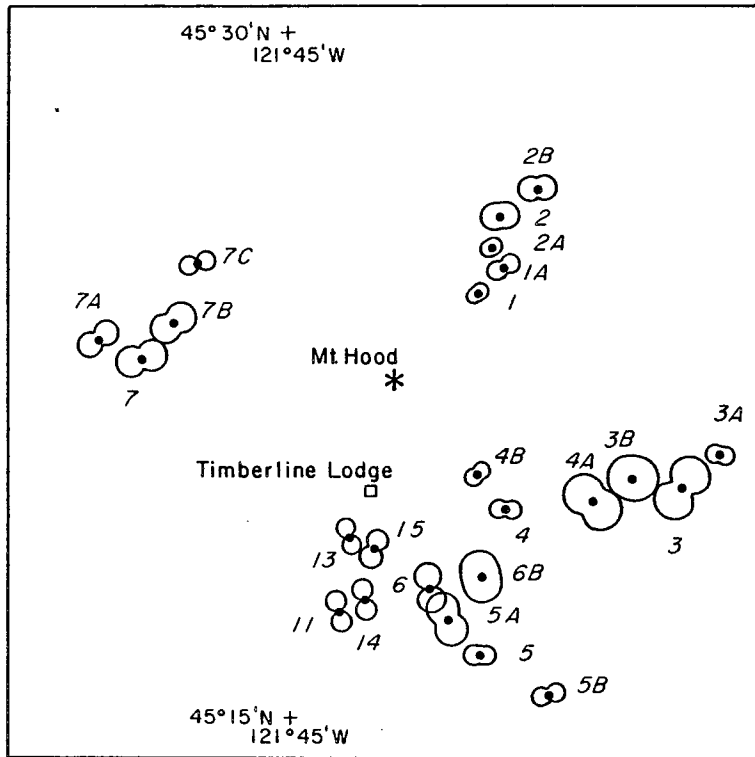 45°30'N +
121°45'W
2B
2
2A
1A
1
7C
7A
7B
7
Mt Hood
3A
3B
4A
4B
3
Timberline Lodge
4
15
13
6
6B
5A
11
14
5
5B
45°15'N +
121°45'W